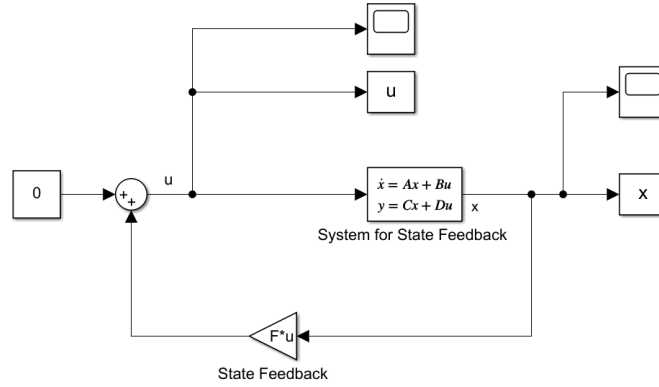 u
0
+
+
u
ẋ = Ax + Bu
y = Cx + Du
x
x
System for State Feedback
F*u
State Feedback